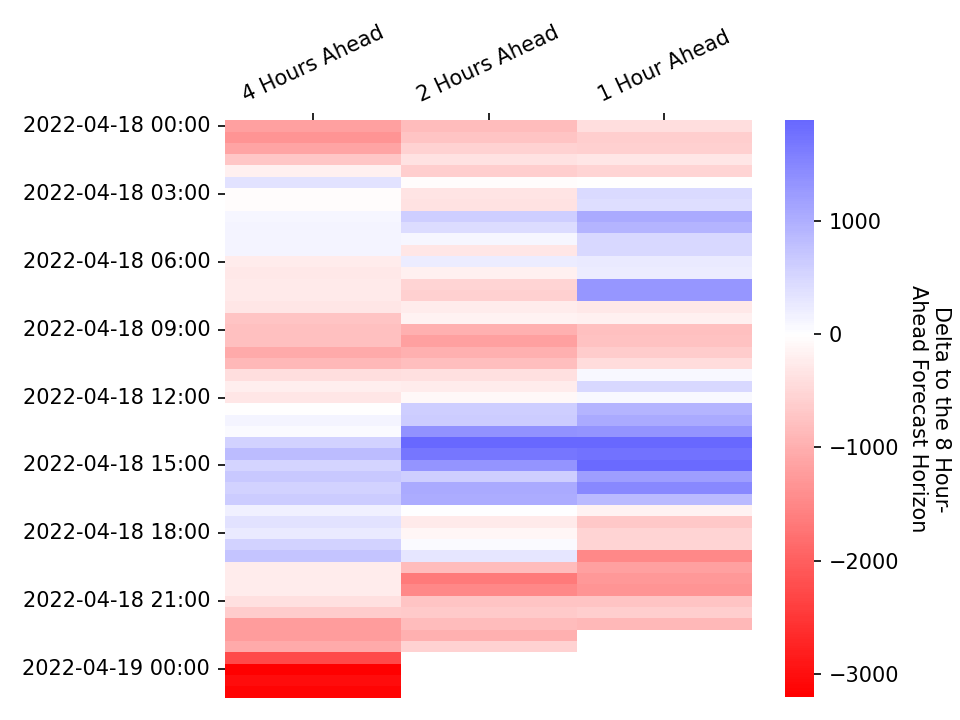 4 Hours Ahead
2 Hours Ahead
1 Hour Ahead
2022-04-18 00:00
2022-04-18 03:00
2022-04-18 06:00
2022-04-18 09:00
2022-04-18 12:00
2022-04-18 15:00
2022-04-18 18:00
2022-04-18 21:00
2022-04-19 00:00
1000
0
−1000
−2000
−3000
Delta to the 8 Hour-
Ahead Forecast Horizon